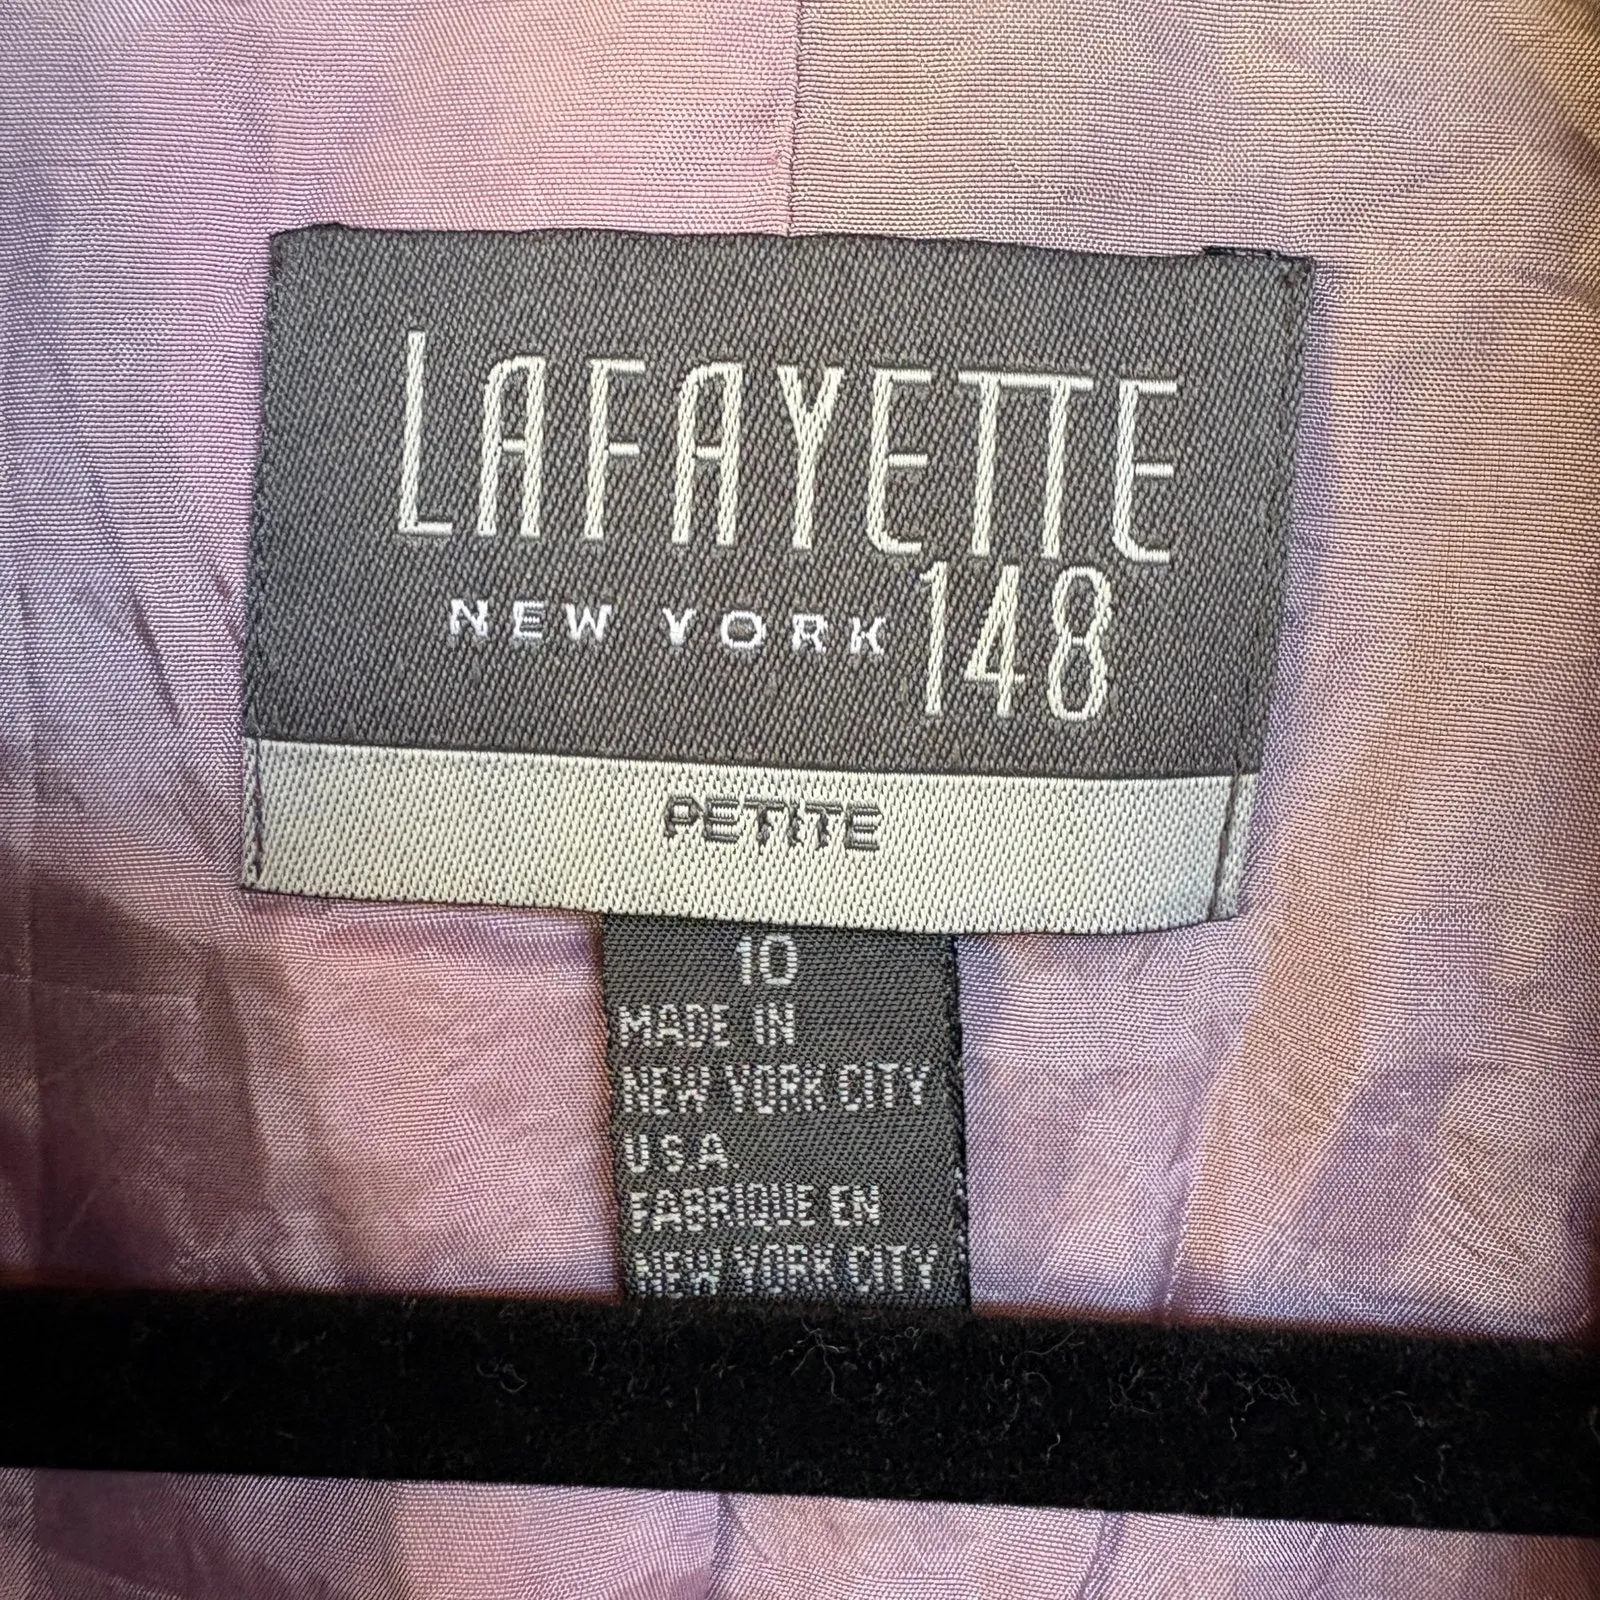 LAFAYETTE
NEW YORK 148
PETITE
10
MADE IN
NEW YORK CITY
U.S.A.
FABRIQUE EN
NEW YORK CITY